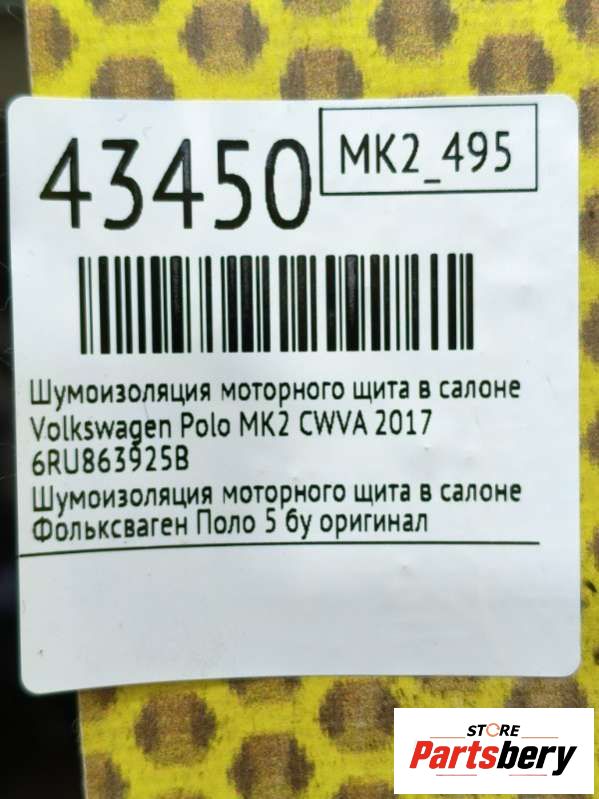 43450
MK2_495
Шумоизоляция моторного щита в салоне
Volkswagen Polo MK2 CWVA 2017
6RU863925B
Шумоизоляция моторного щита в салоне
Фольксваген Поло 5 бу оригинал
STORE
Partsbery